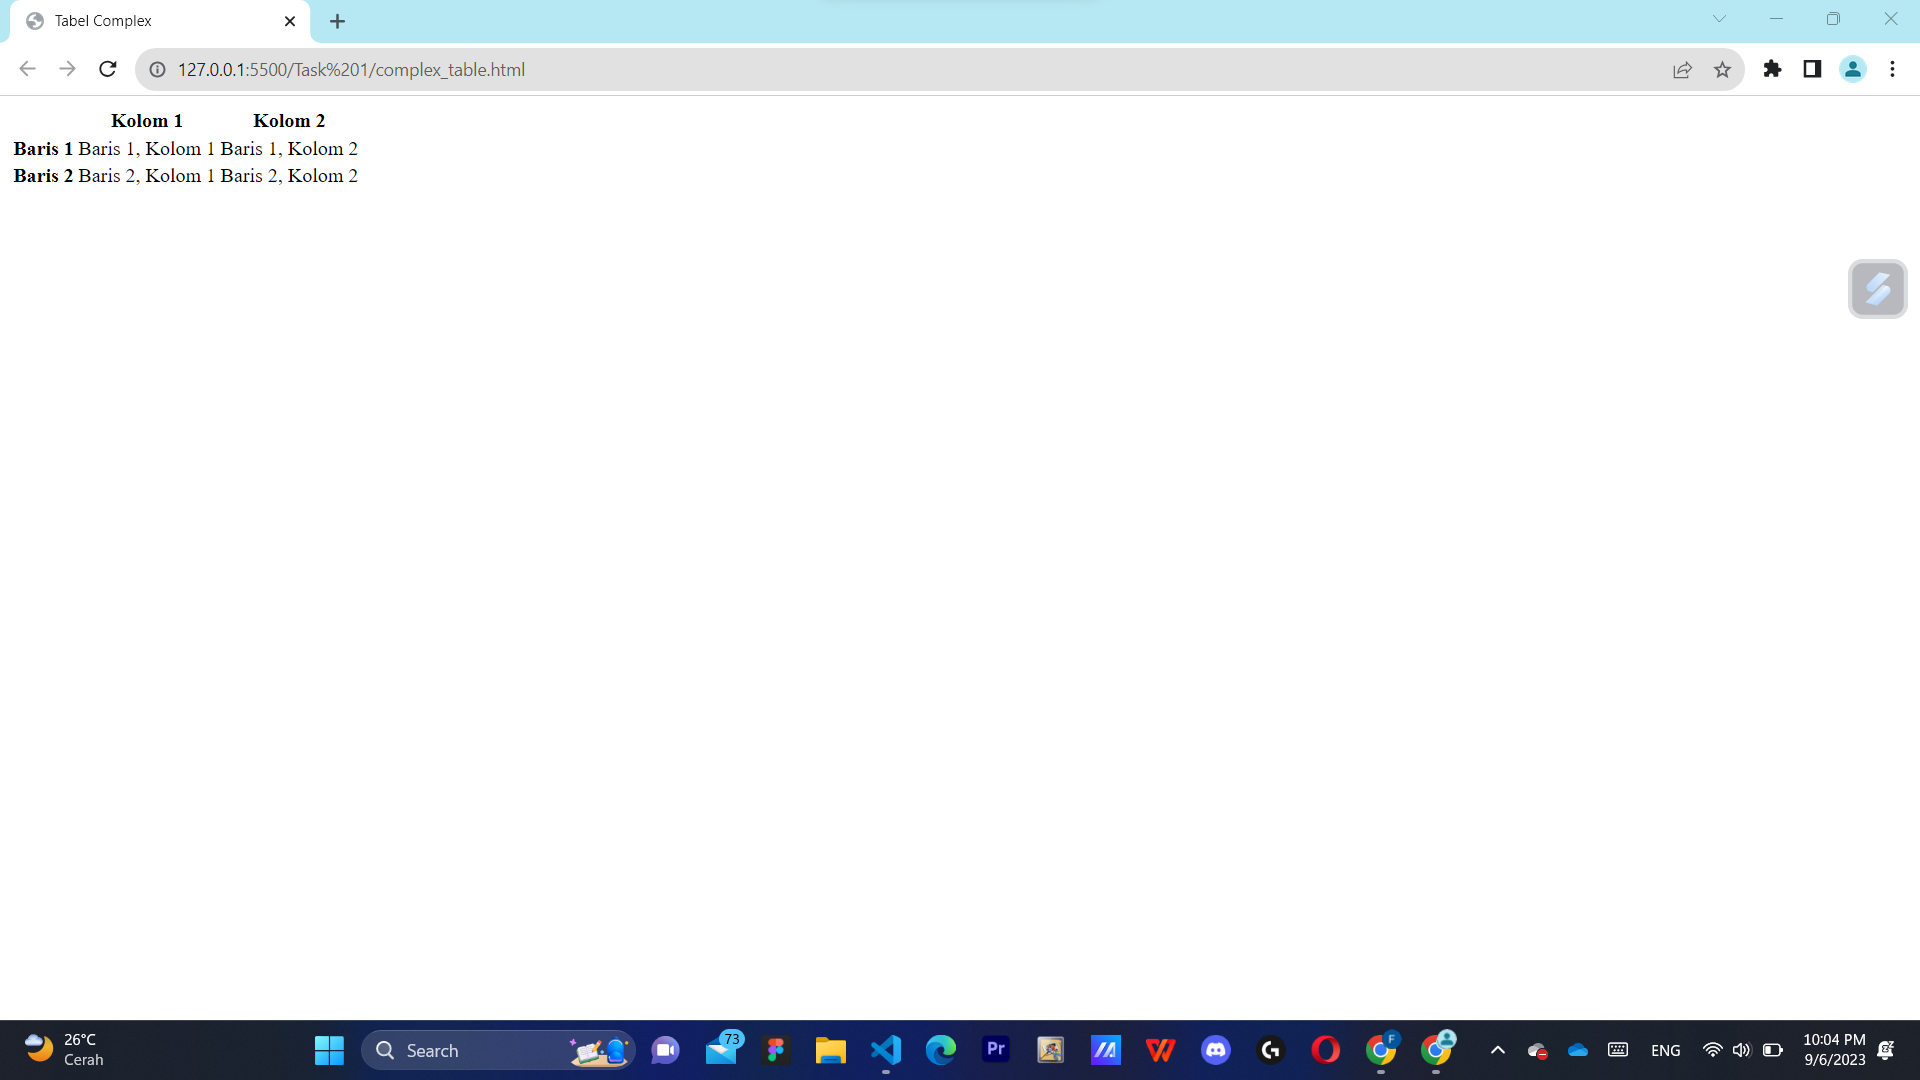 Tabel Complex
127.0.0.1:5500/Task%201/complex_table.html
Kolom 1 Kolom 2
Baris 1 Baris 1, Kolom 1 Baris 1, Kolom 2
Baris 2 Baris 2, Kolom 1 Baris 2, Kolom 2
26°C
Cerah
Search
73
Pr
F
ENG
10:04 PM
9/6/2023